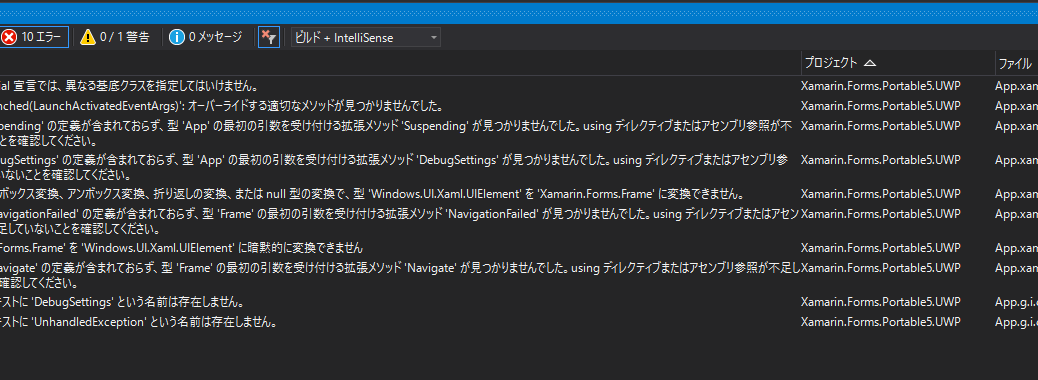 10 エラー 0 / 1 警告 0 メッセージ ビルド + IntelliSense
プロジェクト ファイル
ial 宣言では、異なる基底クラスを指定してはいけません。 Xamarin.Forms.Portable5.UWP App.xam
nched(LaunchActivatedEventArgs)': オーバーライドする適切なメソッドが見つかりませんでした。 Xamarin.Forms.Portable5.UWP App.xam
pending' の定義が含まれておらず、型 'App' の最初の引数を受け付ける拡張メソッド 'Suspending' が見つかりませんでした。using ディレクティブまたはアセンブリ参照が不 Xamarin.Forms.Portable5.UWP App.xam
とを確認してください。
ugSettings' の定義が含まれておらず、型 'App' の最初の引数を受け付ける拡張メソッド 'DebugSettings' が見つかりませんでした。using ディレクティブまたはアセンブリ参 Xamarin.Forms.Portable5.UWP App.xam
いないことを確認してください。
ボックス変換、アンボックス変換、折り返しの変換、または null 型の変換で、型 'Windows.UI.Xaml.UIElement' を 'Xamarin.Forms.Frame' に変換できません。 Xamarin.Forms.Portable5.UWP App.xam
avigationFailed' の定義が含まれておらず、型 'Frame' の最初の引数を受け付ける拡張メソッド 'NavigationFailed' が見つかりませんでした。using ディレクティブまたはアセン Xamarin.Forms.Portable5.UWP App.xam
足していないことを確認してください。
Forms.Frame' を 'Windows.UI.Xaml.UIElement' に暗黙的に変換できません Xamarin.Forms.Portable5.UWP App.xam
avigate' の定義が含まれておらず、型 'Frame' の最初の引数を受け付ける拡張メソッド 'Navigate' が見つかりませんでした。using ディレクティブまたはアセンブリ参照が不足し Xamarin.Forms.Portable5.UWP App.xam
確認してください。
テキストに 'DebugSettings' という名前は存在しません。 Xamarin.Forms.Portable5.UWP App.g.i.c
テキストに 'UnhandledException' という名前は存在しません。 Xamarin.Forms.Portable5.UWP App.g.i.c